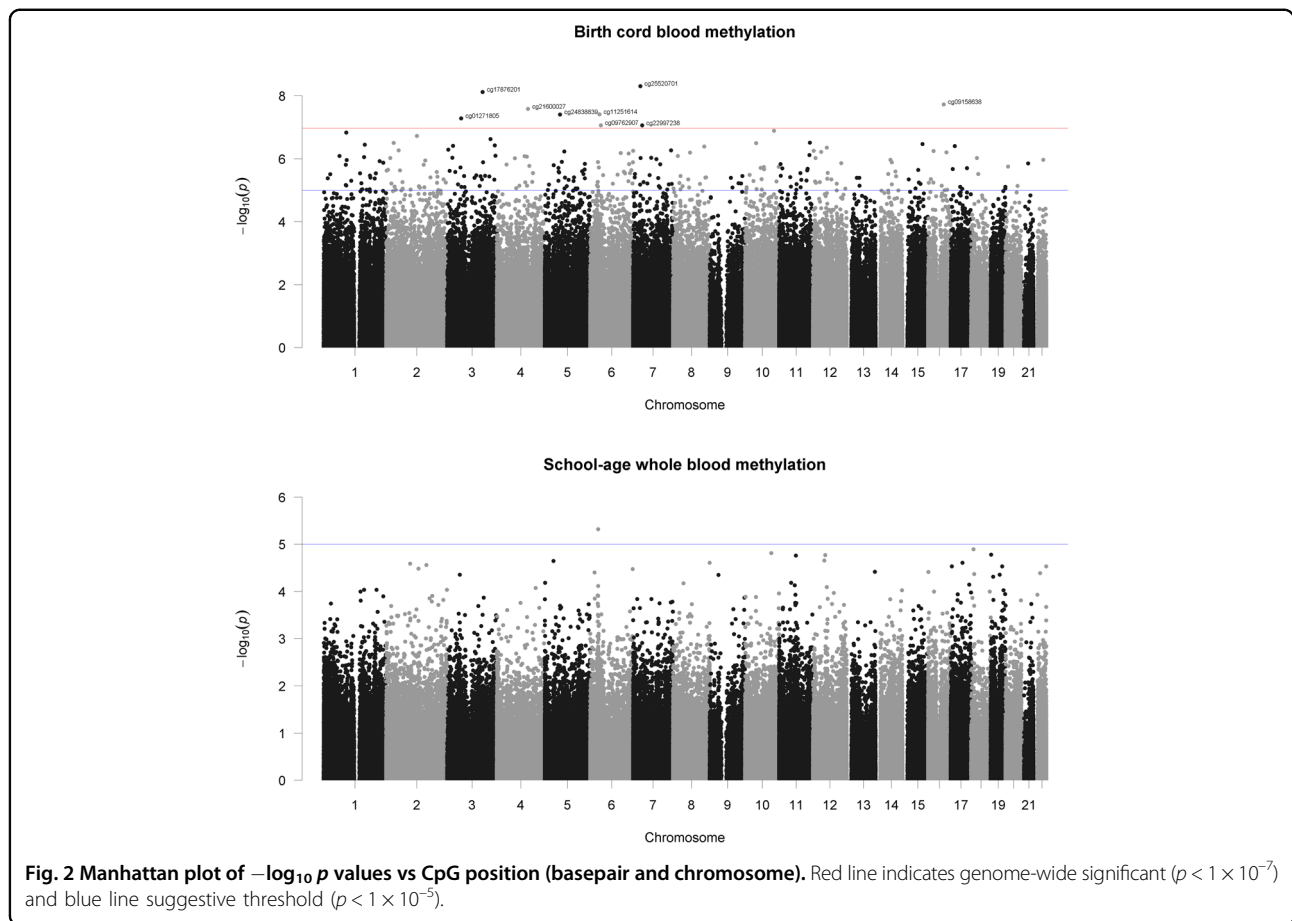 Birth cord blood methylation
8
6
4
2
0
−log10(p)
cg17876201
cg01271805
cg21600027
cg24838839
cg11251614
cg09762907
cg25520701
cg22997238
cg09158638
1 2 3 4 5 6 7 8 9 10 11 12 13 14 15 17 19 21
Chromosome
School-age whole blood methylation
6
5
4
3
2
1
0
−log10(p)
1 2 3 4 5 6 7 8 9 10 11 12 13 14 15 17 19 21
Chromosome
Fig. 2 Manhattan plot of −log10 p values vs CpG position (basepair and chromosome). Red line indicates genome-wide significant (p < 1 × 10−7)
and blue line suggestive threshold (p < 1 × 10−5).